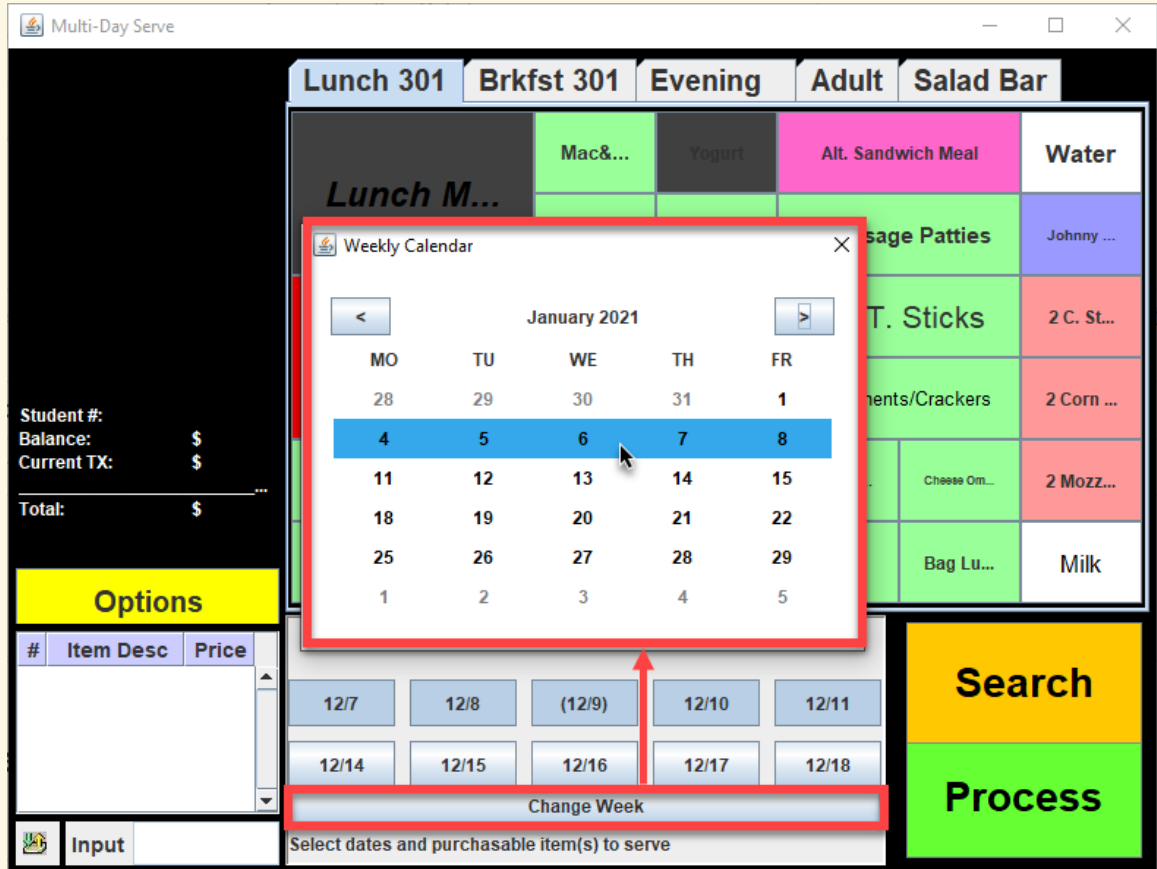 Multi-Day Serve
Lunch 301 Brkfst 301 Evening Adult Salad Bar
Lunch M...
Mac&...
Yogurt
Alt. Sandwich Meal
Water
sage Patties
Johnny ...
T. Sticks
2 C. St...
ents/Crackers
2 Corn ...
Cheese Om...
2 Mozz...
Bag Lu...
Milk
Weekly Calendar
< January 2021 >
MO TU WE TH FR
28 29 30 31 1
4 5 6 7 8
11 12 13 14 15
18 19 20 21 22
25 26 27 28 29
1 2 3 4 5
Student #:
Balance: $
Current TX: $
...
Total: $
Options
# Item Desc Price
Input
12/7 12/8 (12/9) 12/10 12/11
12/14 12/15 12/16 12/17 12/18
Change Week
Select dates and purchasable item(s) to serve
Search
Process